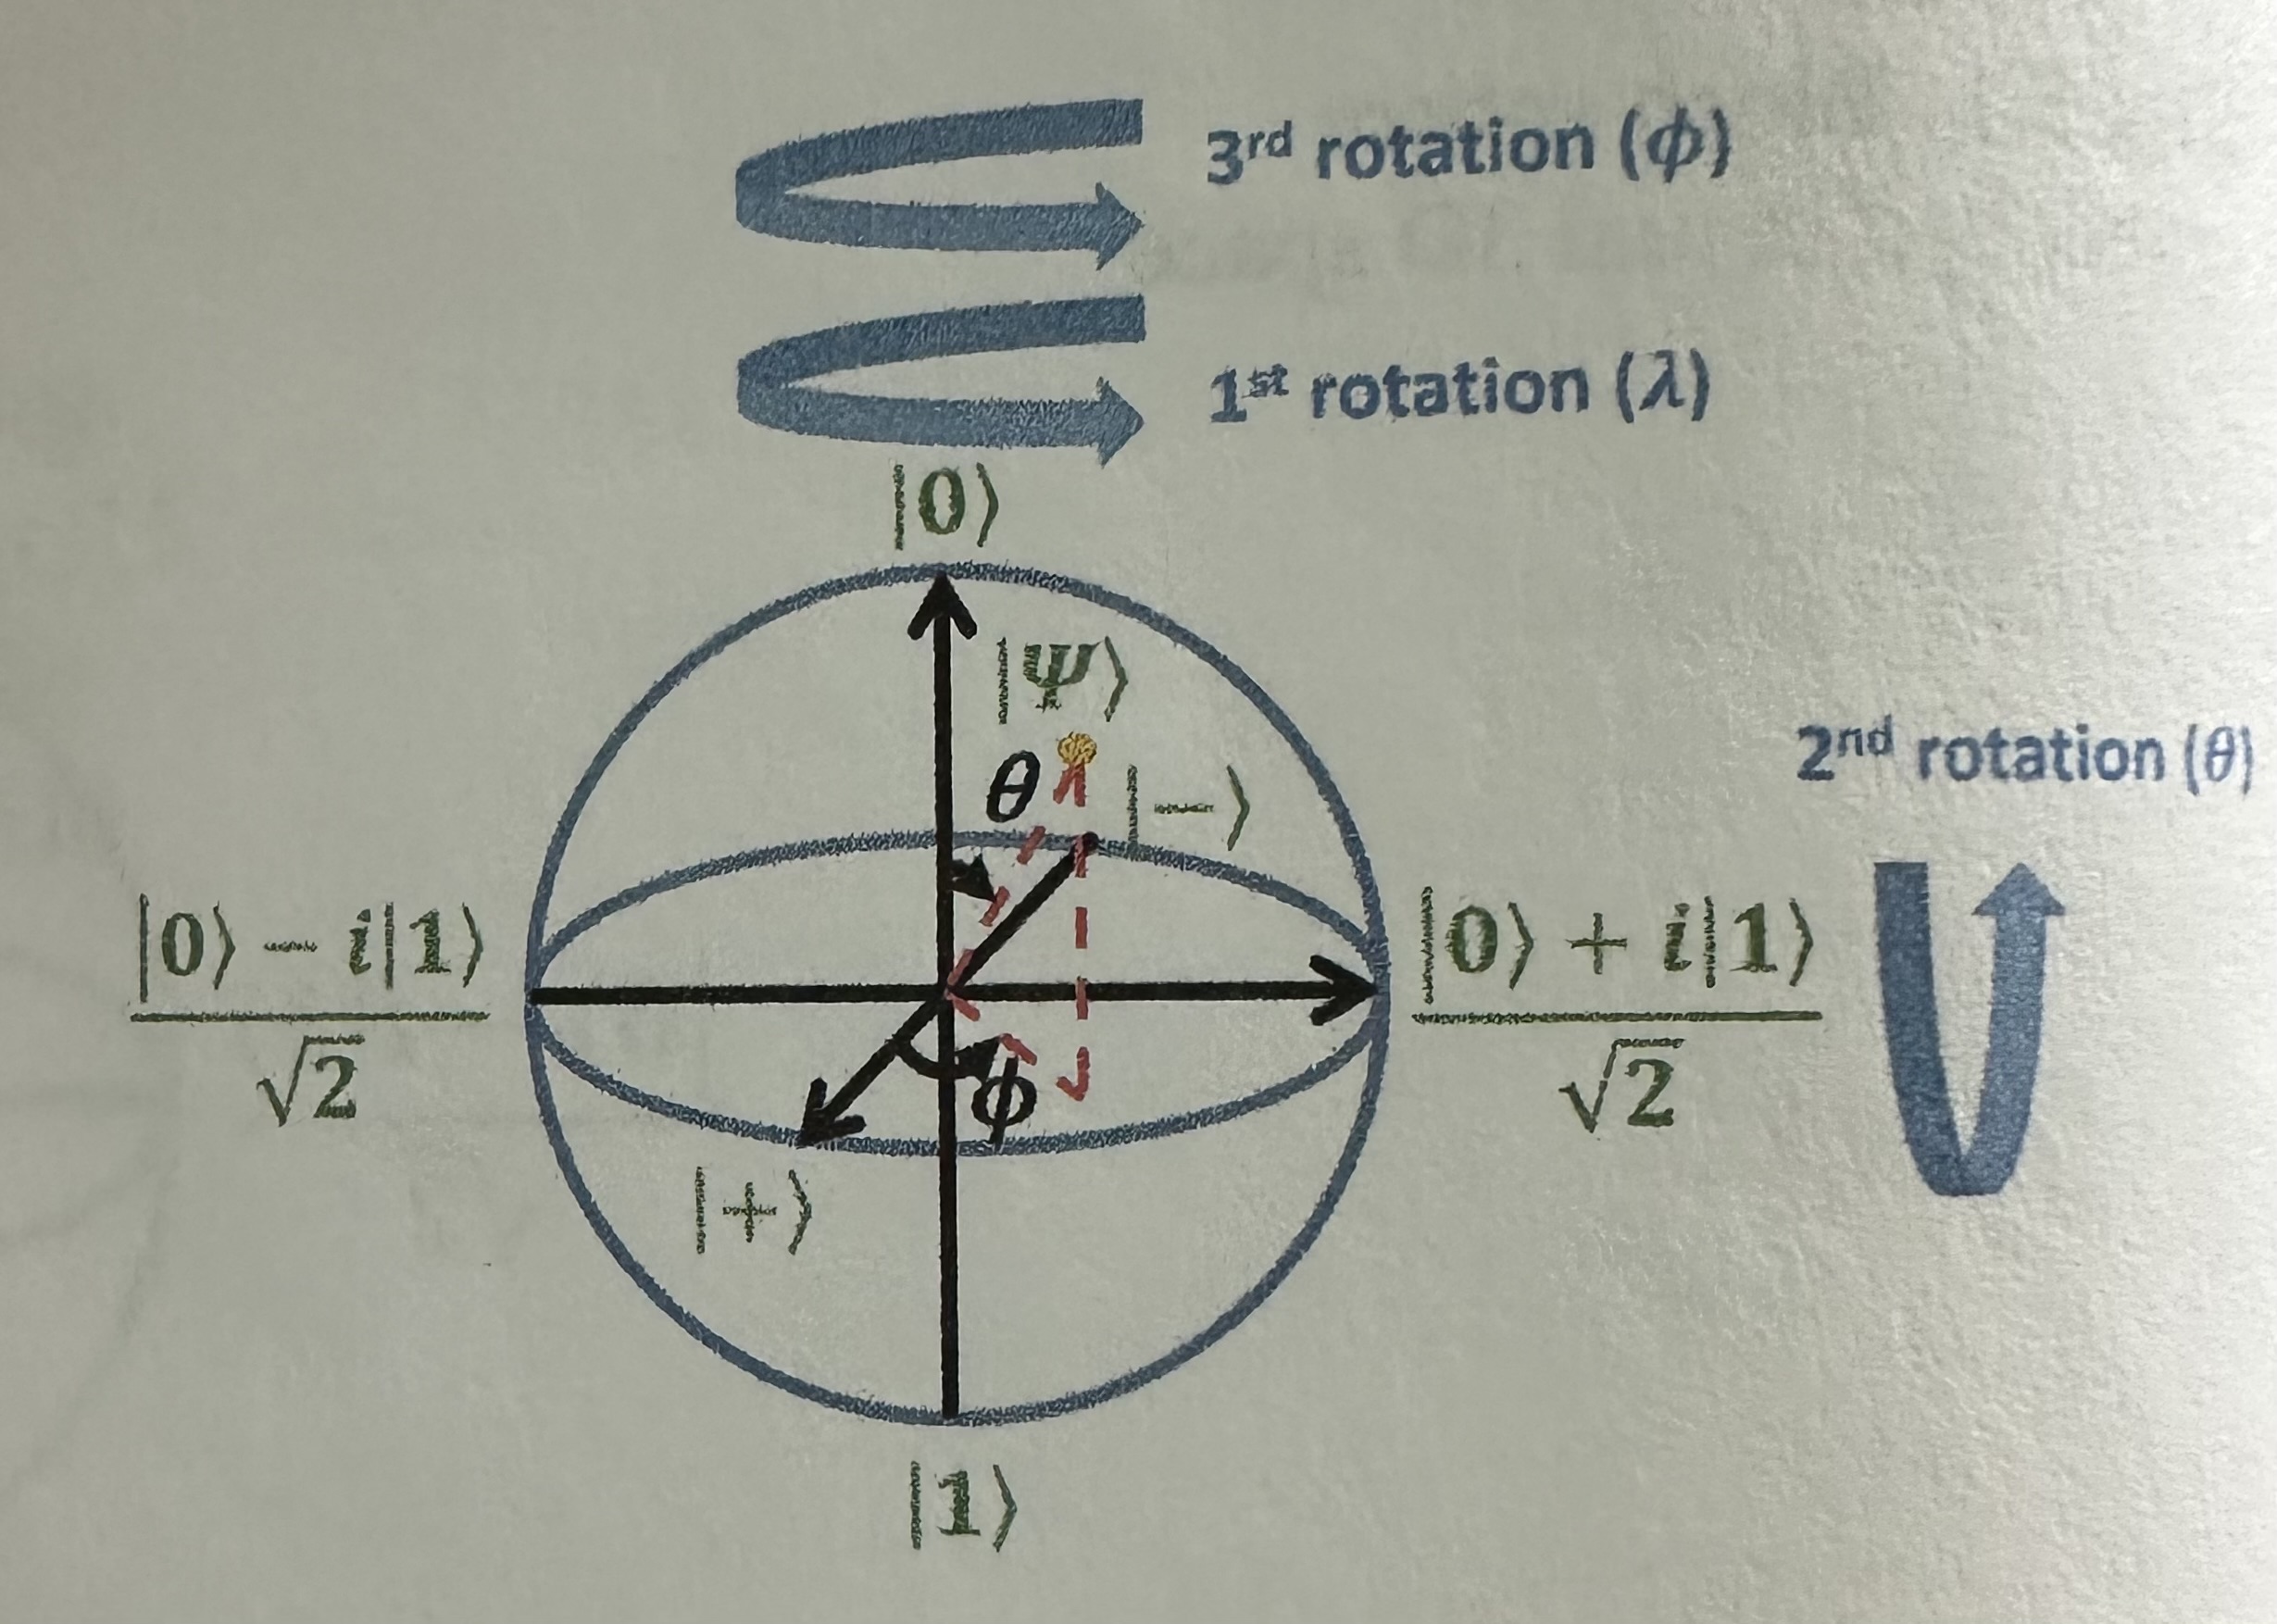 3rd rotation (ϕ)
1st rotation (λ)
|0⟩
|Ψ⟩
θ
|−⟩
2nd rotation (θ)
|0⟩ − i|1⟩
√2
|0⟩ + i|1⟩
√2
ϕ
|+⟩
|1⟩